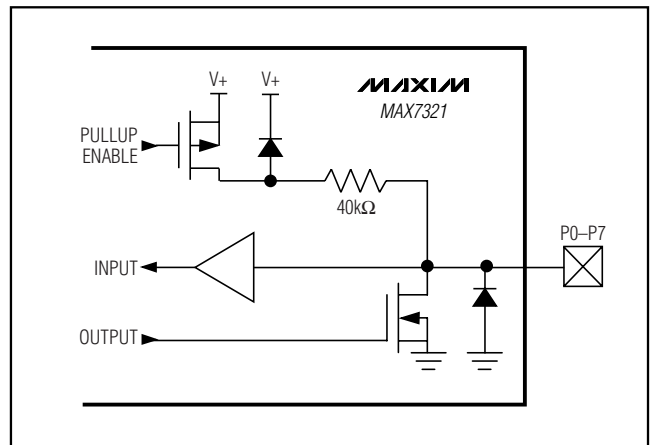 V+
V+
MAXIM
MAX7321
PULLUP
ENABLE
40kΩ
P0–P7
INPUT
OUTPUT